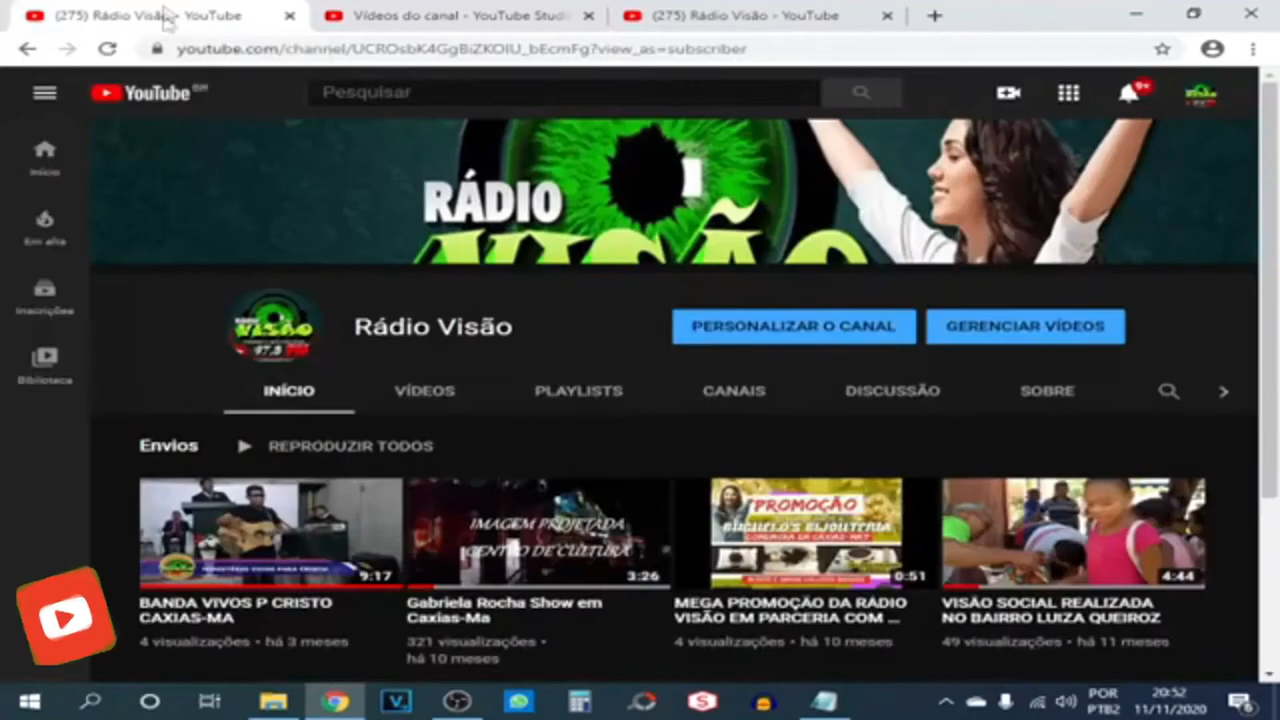 (275) Rádio Visão - YouTube
Vídeos do canal - YouTube Studi
(275) Rádio Visão - YouTube
youtube.com/channel/UCROsbK4GgBiZKOIU_bEcmFg?view_as=subscriber
YouTube BR
Pesquisar
9+
Início
Em alta
Inscrições
Biblioteca
RÁDIO
VISÃO
Rádio Visão
PERSONALIZAR O CANAL
GERENCIAR VÍDEOS
INÍCIO
VÍDEOS
PLAYLISTS
CANAIS
DISCUSSÃO
SOBRE
Envios
REPRODUZIR TODOS
9:17
IMAGEM PROJETADA
CENTRO DE CULTURA
3:26
PROMOÇÃO
0:51
4:44
BANDA VIVOS P CRISTO
CAXIAS-MA
4 visualizações • há 3 meses
Gabriela Rocha Show em
Caxias-Ma
321 visualizações •
há 10 meses
MEGA PROMOÇÃO DA RÁDIO
VISÃO EM PARCERIA COM ...
4 visualizações • há 10 meses
VISÃO SOCIAL REALIZADA
NO BAIRRO LUIZA QUEIROZ
49 visualizações • há 11 meses
POR
PTB2
20:52
11/11/2020